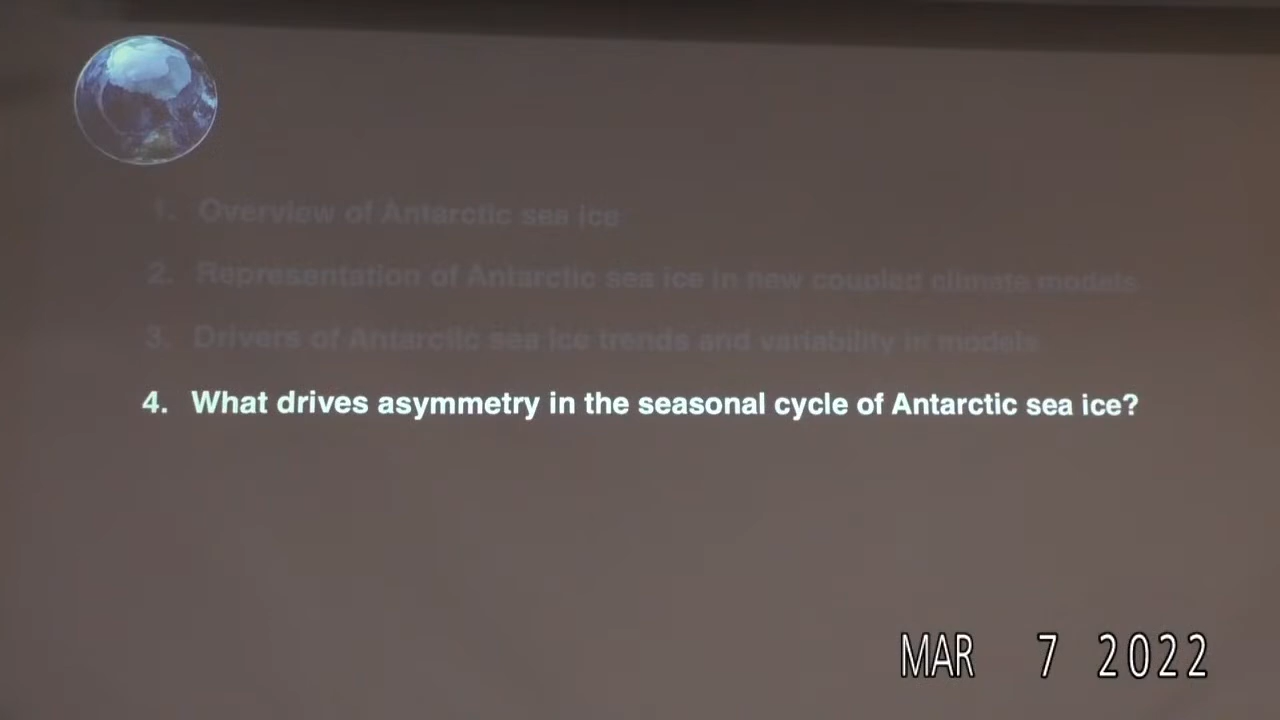 1. Overview of Antarctic sea ice
2. Representation of Antarctic sea ice in new coupled climate models
3. Drivers of Antarctic sea ice trends and variability in models
4. What drives asymmetry in the seasonal cycle of Antarctic sea ice?
MAR 7 2022